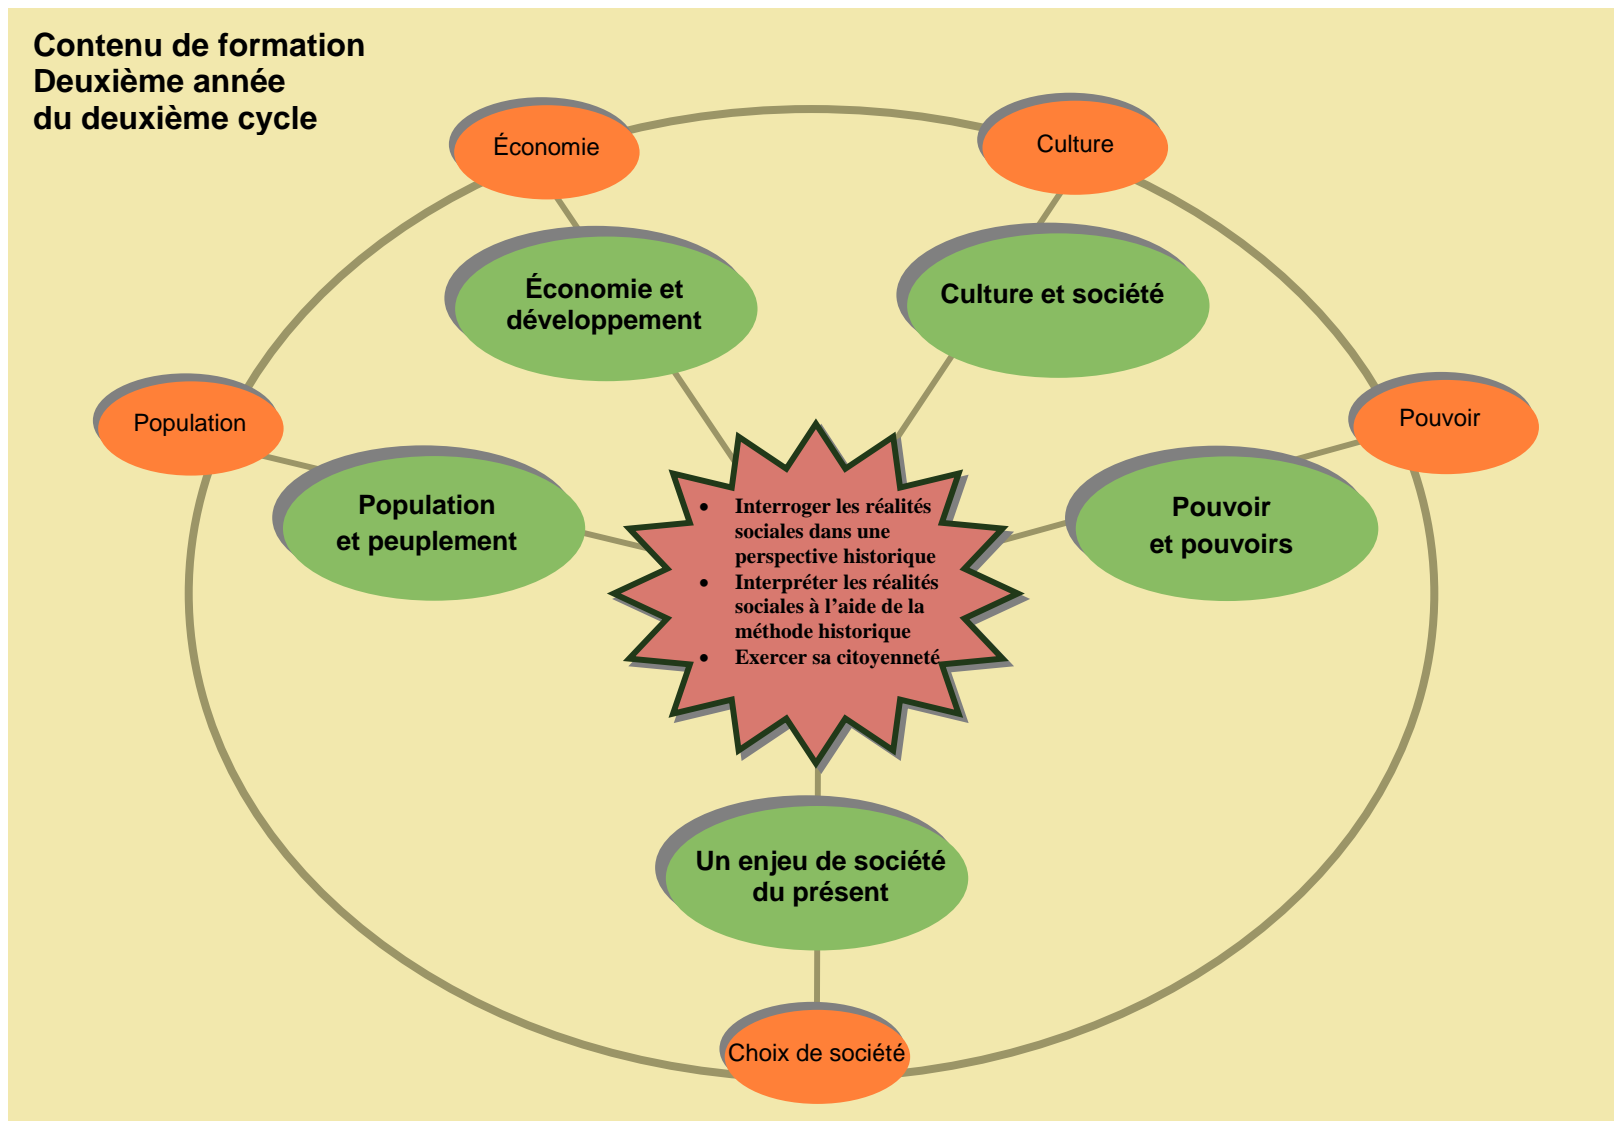 Contenu de formation
Deuxième année
du deuxième cycle
Économie
Culture
Économie et
développement
Culture et société
Population
Pouvoir
Population
et peuplement
Pouvoir
et pouvoirs
• Interroger les réalités
sociales dans une
perspective historique
• Interpréter les réalités
sociales à l’aide de la
méthode historique
• Exercer sa citoyenneté
Un enjeu de société
du présent
Choix de société